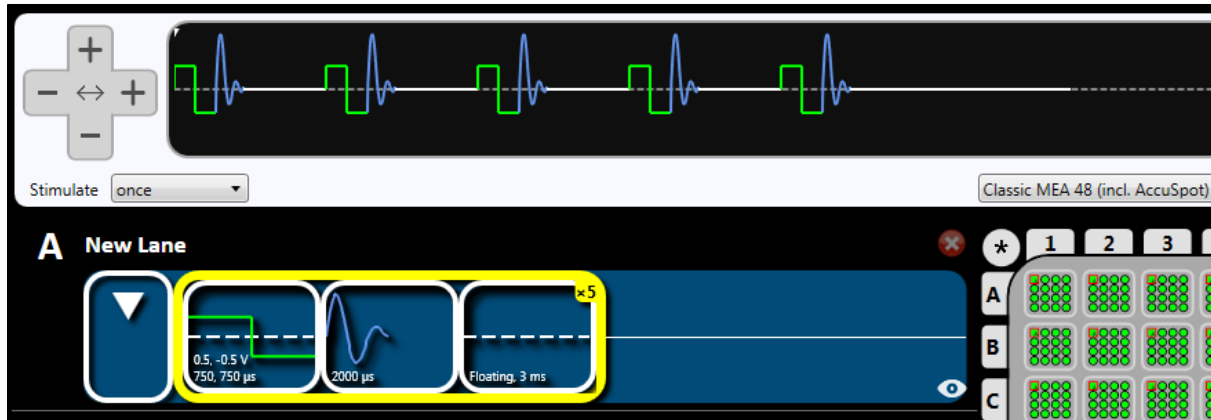 Stimulate once
Classic MEA 48 (incl. AccuSpot)
A New Lane
* 1 2 3
×5
A
B
C
0.5, -0.5 V
750, 750 µs
2000 µs
Floating, 3 ms